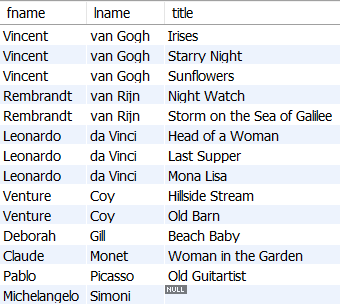 fname lname title
Vincent van Gogh Irises
Vincent van Gogh Starry Night
Vincent van Gogh Sunflowers
Rembrandt van Rijn Night Watch
Rembrandt van Rijn Storm on the Sea of Galilee
Leonardo da Vinci Head of a Woman
Leonardo da Vinci Last Supper
Leonardo da Vinci Mona Lisa
Venture Coy Hillside Stream
Venture Coy Old Barn
Deborah Gill Beach Baby
Claude Monet Woman in the Garden
Pablo Picasso Old Guitartist
Michelangelo Simoni NULL